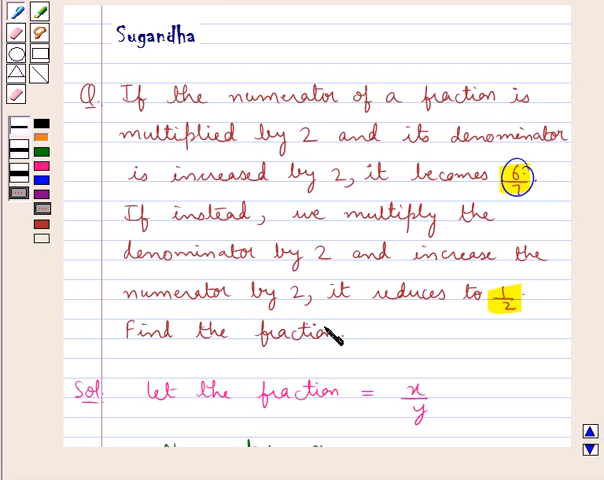 Sugandha
Q. If the numerator of a fraction is
multiplied by 2 and its denominator
is increased by 2, it becomes 6/7.
If instead, we multiply the
denominator by 2 and increase the
numerator by 2, it reduces to 1/2.
Find the fraction.
Sol. Let the fraction = x/y